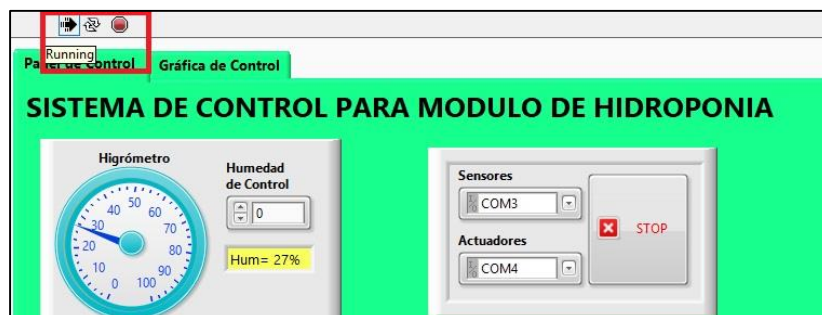 Running
Panel de Control
Gráfica de Control
SISTEMA DE CONTROL PARA MODULO DE HIDROPONIA
Higrómetro
0
10
20
30
40
50
60
70
80
90
100
Humedad
de Control
0
Hum= 27%
Sensores
COM3
Actuadores
COM4
STOP